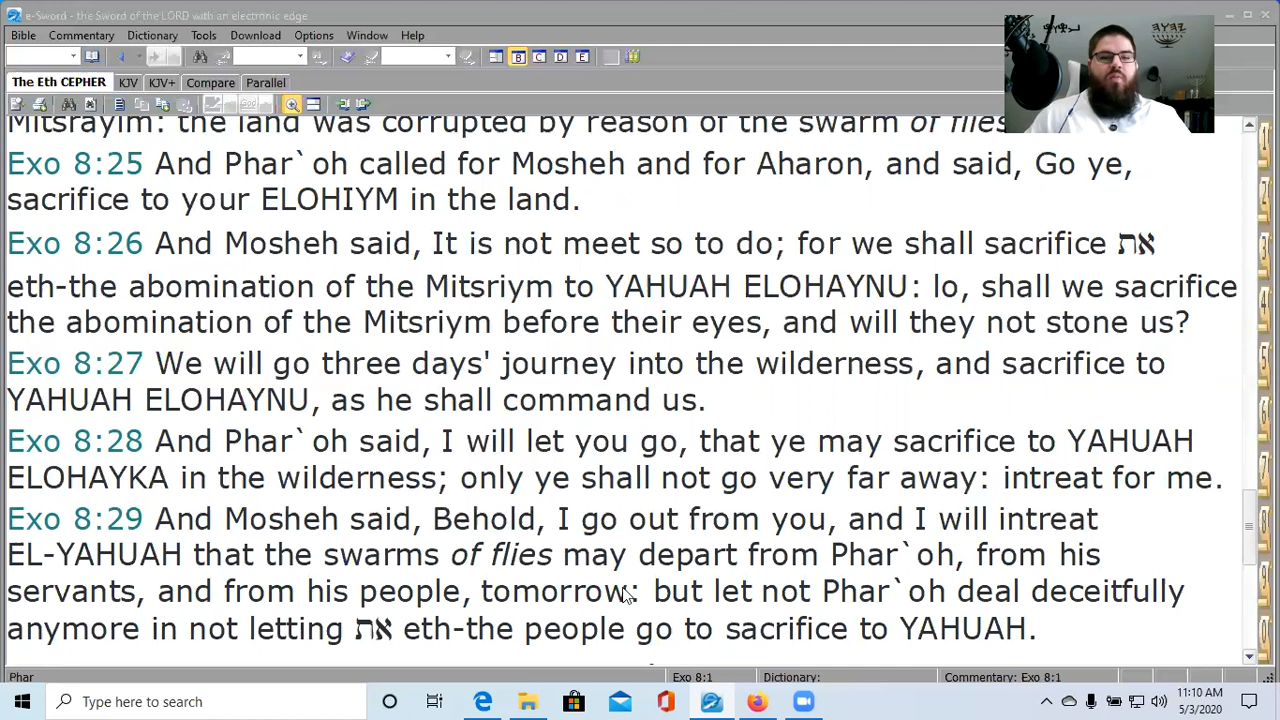 e-Sword - the Sword of the LORD with an electronic edge
Bible Commentary Dictionary Tools Download Options Window Help
B C D E
The Eth CEPHER KJV KJV+ Compare Parallel
Mitsrayim: the land was corrupted by reason of the swarm of flies
Exo 8:25 And Phar`oh called for Mosheh and for Aharon, and said, Go ye,
sacrifice to your ELOHIYM in the land.
Exo 8:26 And Mosheh said, It is not meet so to do; for we shall sacrifice את
eth-the abomination of the Mitsriym to YAHUAH ELOHAYNU: lo, shall we sacrifice
the abomination of the Mitsriym before their eyes, and will they not stone us?
Exo 8:27 We will go three days' journey into the wilderness, and sacrifice to
YAHUAH ELOHAYNU, as he shall command us.
Exo 8:28 And Phar`oh said, I will let you go, that ye may sacrifice to YAHUAH
ELOHAYKA in the wilderness; only ye shall not go very far away: intreat for me.
Exo 8:29 And Mosheh said, Behold, I go out from you, and I will intreat
EL-YAHUAH that the swarms of flies may depart from Phar`oh, from his
servants, and from his people, tomorrow: but let not Phar`oh deal deceitfully
anymore in not letting את eth-the people go to sacrifice to YAHUAH.
Phar Exo 8:1 Dictionary: Commentary: Exo 8:1
Type here to search
11:10 AM
5/3/2020